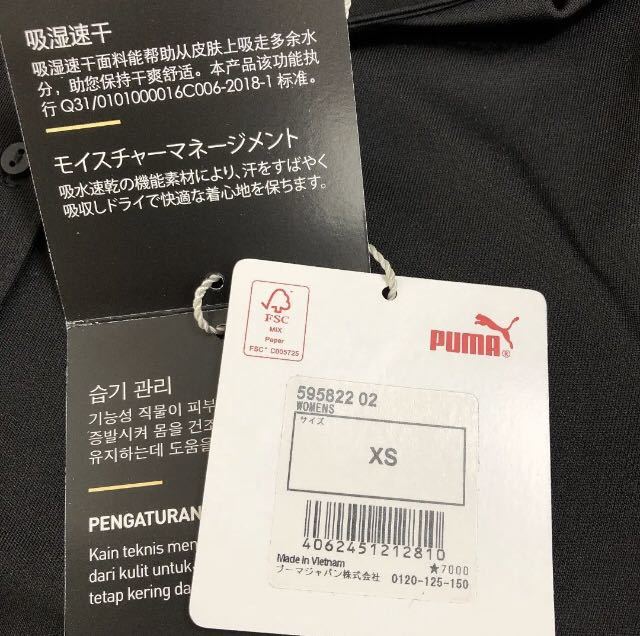 吸湿速干
吸湿速干面料能帮助从皮肤上吸走多余水
分，助您保持干爽舒适。本产品该功能执
行 Q31/0101000016C006-2018-1 标准。
モイスチャーマネージメント
吸水速乾の機能素材により、汗をすばやく
吸収しドライで快適な着心地を保ちます。
습기 관리
기능성 직물이 피부
증발시켜 몸을 건조
유지하는데 도움을
PENGATURAN
Kain teknis men
dari kulit untuk
tetap kering da
FSC
MIX
Paper
FSC® C005725
PUMA®
595822 02
WOMENS
サイズ
XS
4062451212810
Made in Vietnam
★7000
プーマジャパン株式会社 0120-125-150